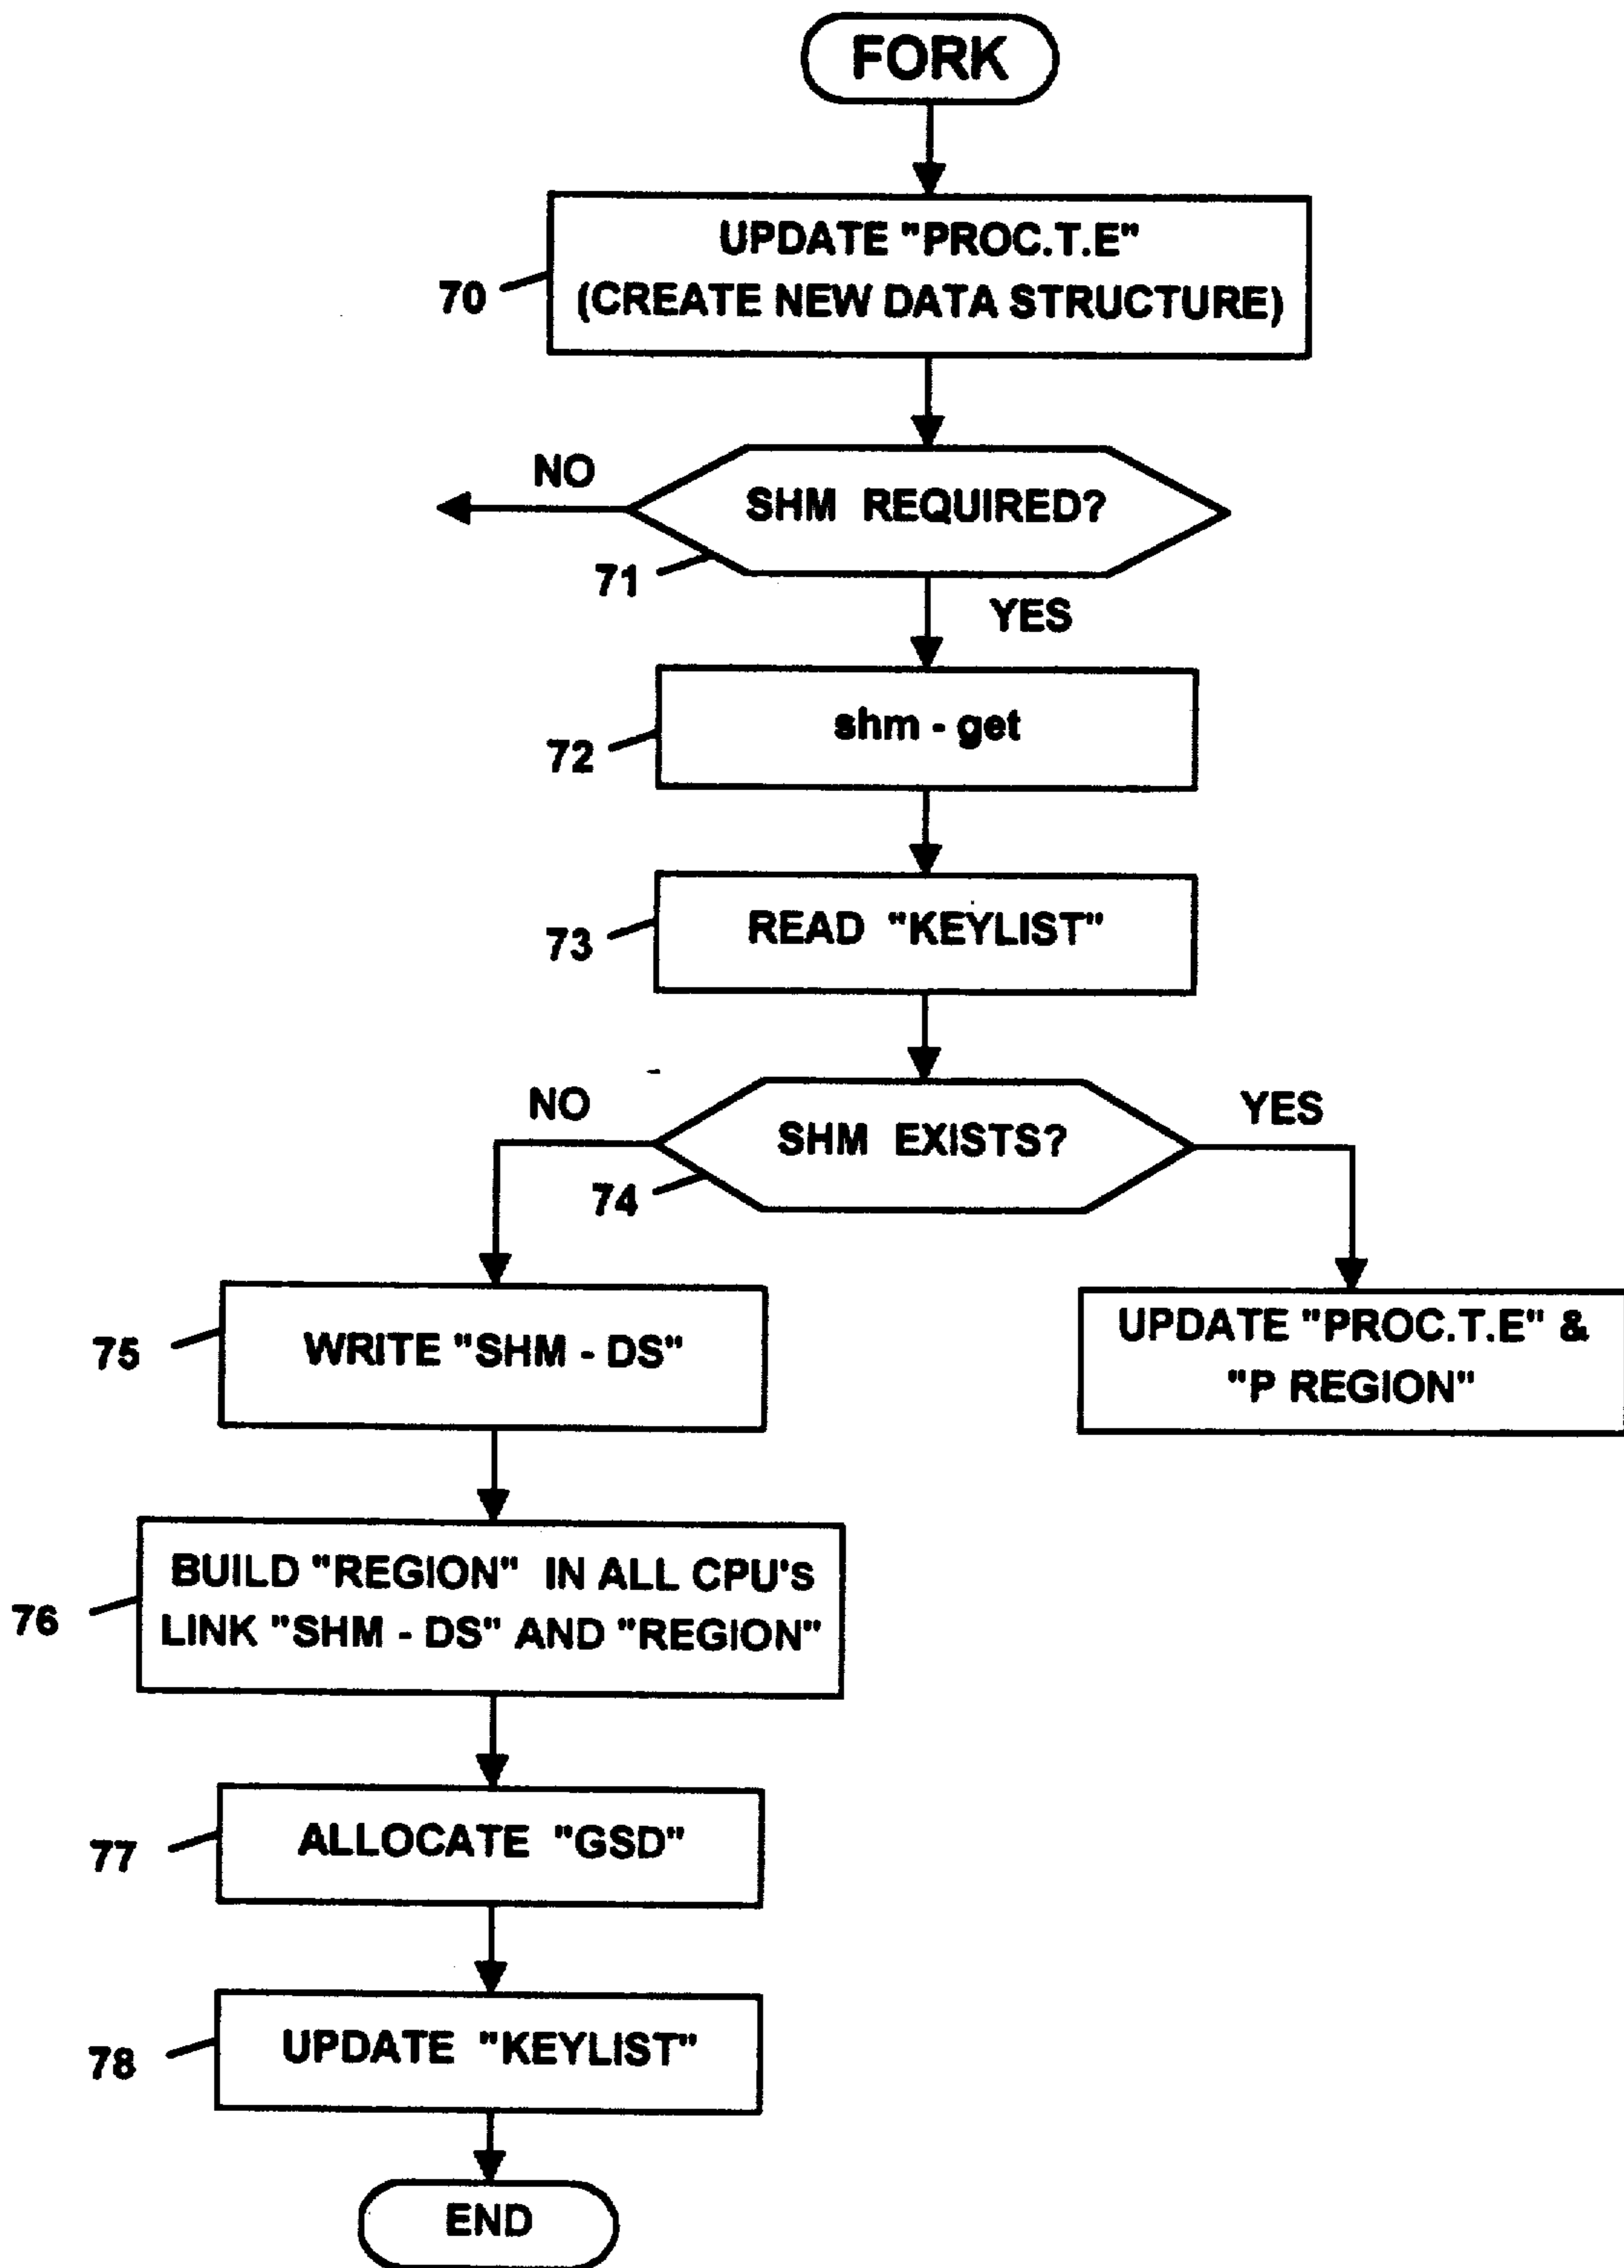 FORK
UPDATE "PROC.T.E"
(CREATE NEW DATA STRUCTURE)
70
NO
SHM REQUIRED?
71
YES
shm - get
72
READ "KEYLIST"
73
NO
SHM EXISTS?
YES
74
WRITE "SHM - DS"
75
UPDATE "PROC.T.E" &
"P REGION"
BUILD "REGION" IN ALL CPU'S
LINK "SHM - DS" AND "REGION"
76
ALLOCATE "GSD"
77
UPDATE "KEYLIST"
78
END